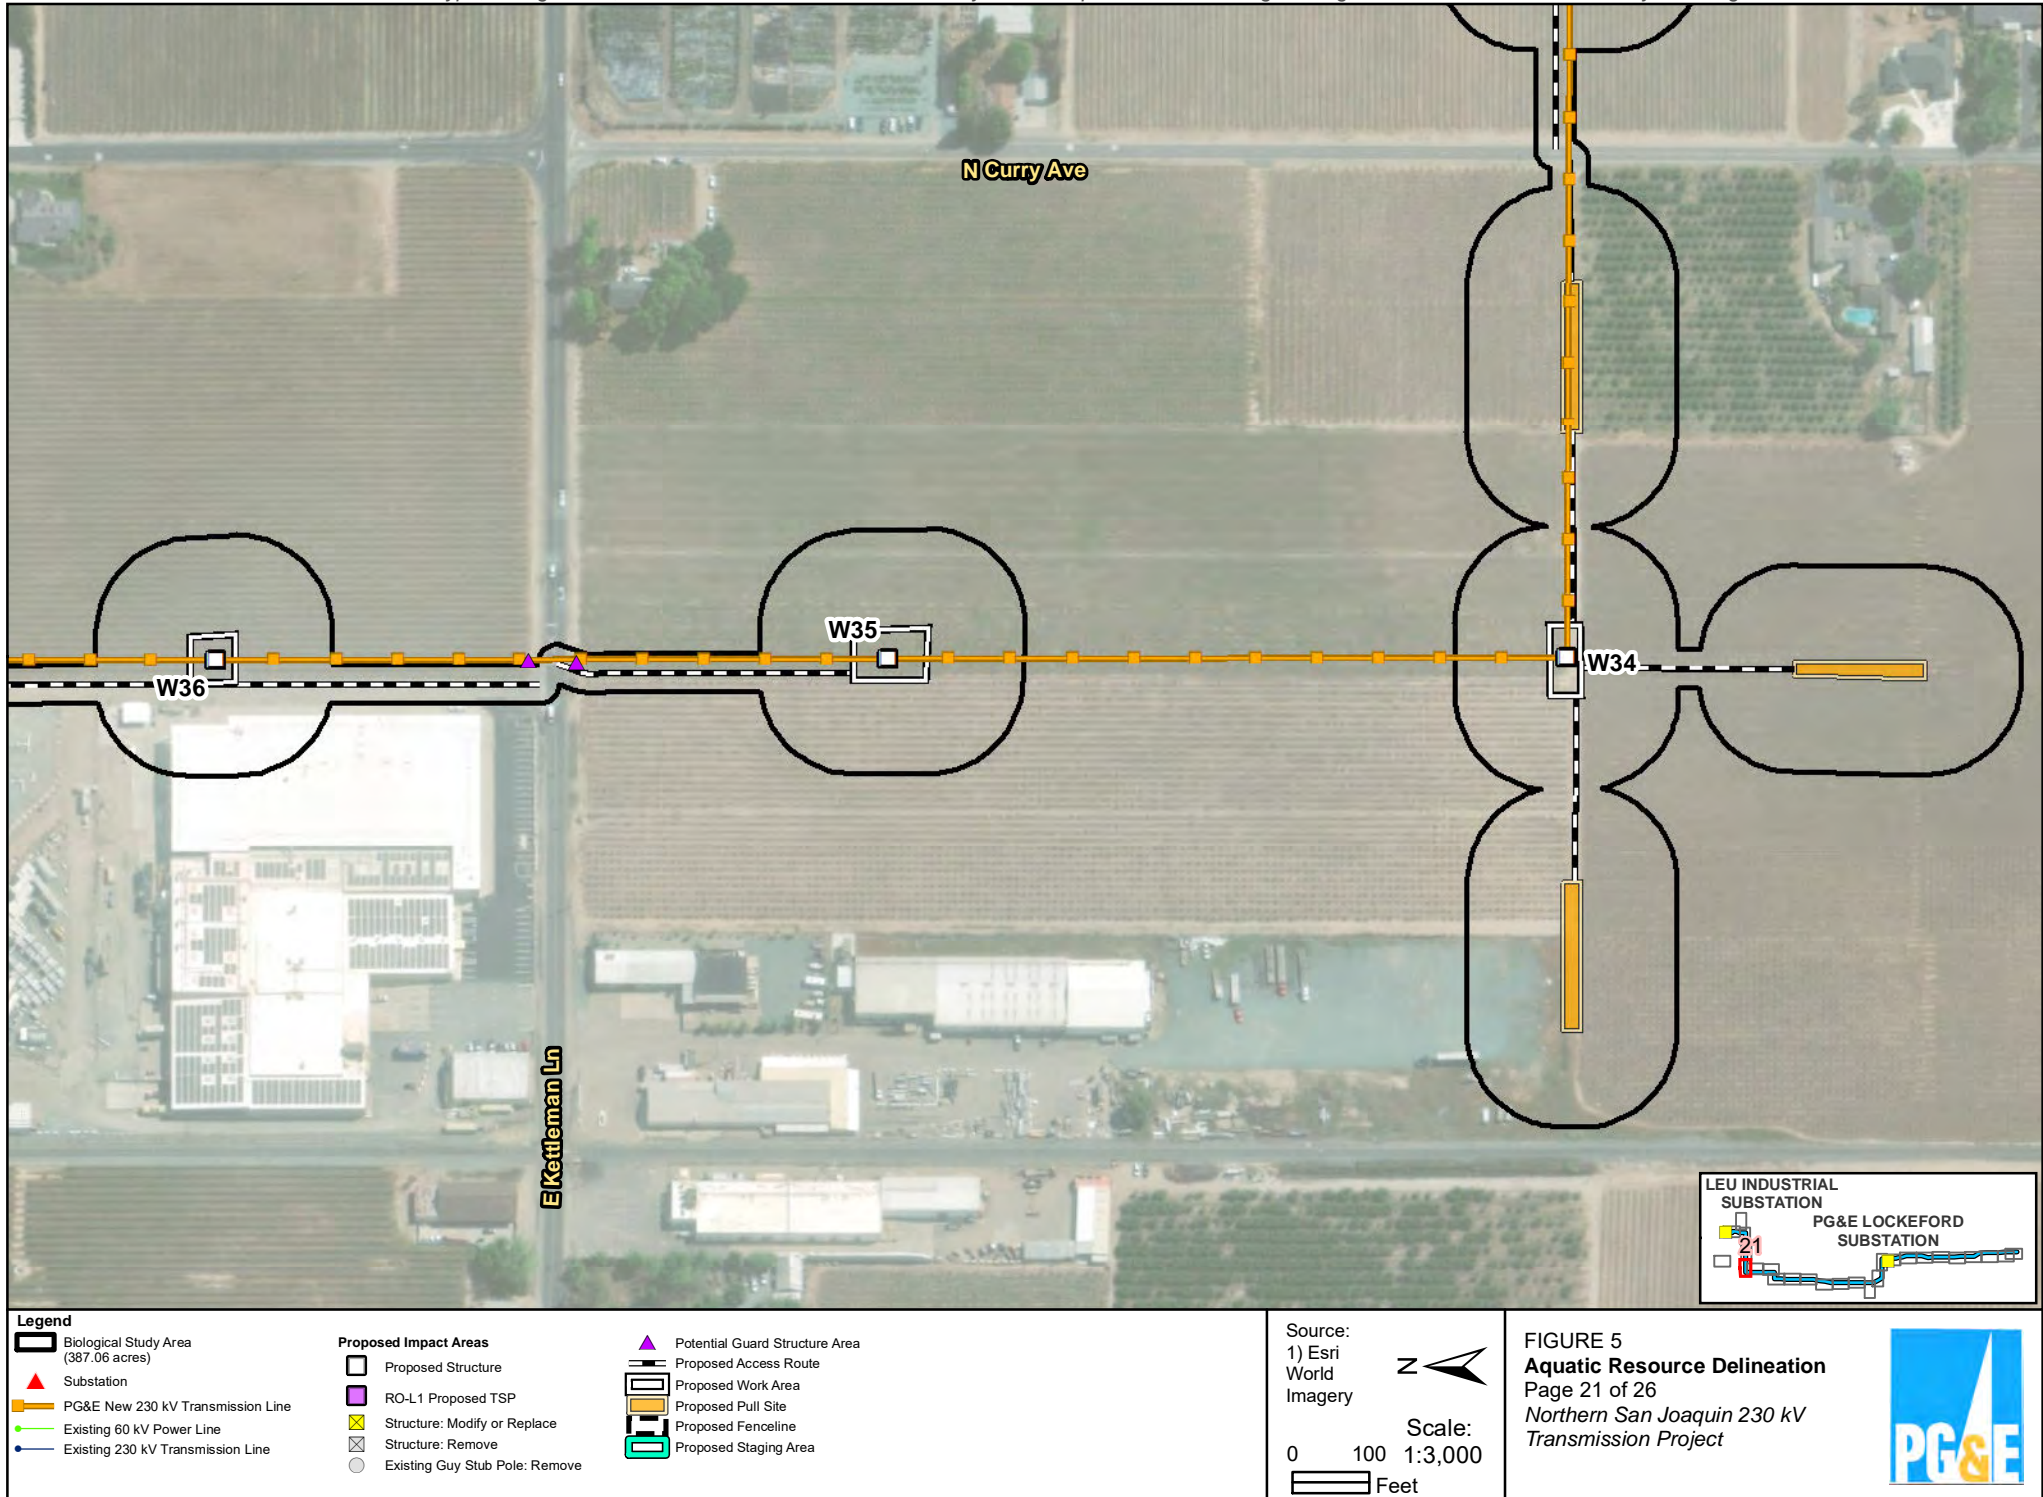 N Curry Ave
W35
W34
W36
E Kettleman Ln
LEU INDUSTRIAL
SUBSTATION
PG&E LOCKEFORD
SUBSTATION
21
Legend
Biological Study Area
(387.06 acres)
Substation
PG&E New 230 kV Transmission Line
Existing 60 kV Power Line
Existing 230 kV Transmission Line
Proposed Impact Areas
Proposed Structure
RO-L1 Proposed TSP
Structure: Modify or Replace
Structure: Remove
Existing Guy Stub Pole: Remove
Potential Guard Structure Area
Proposed Access Route
Proposed Work Area
Proposed Pull Site
Proposed Fenceline
Proposed Staging Area
Source:
1) Esri
World
Imagery
N
Scale:
1:3,000
0 100
Feet
FIGURE 5
Aquatic Resource Delineation
Page 21 of 26
Northern San Joaquin 230 kV
Transmission Project
PG&E